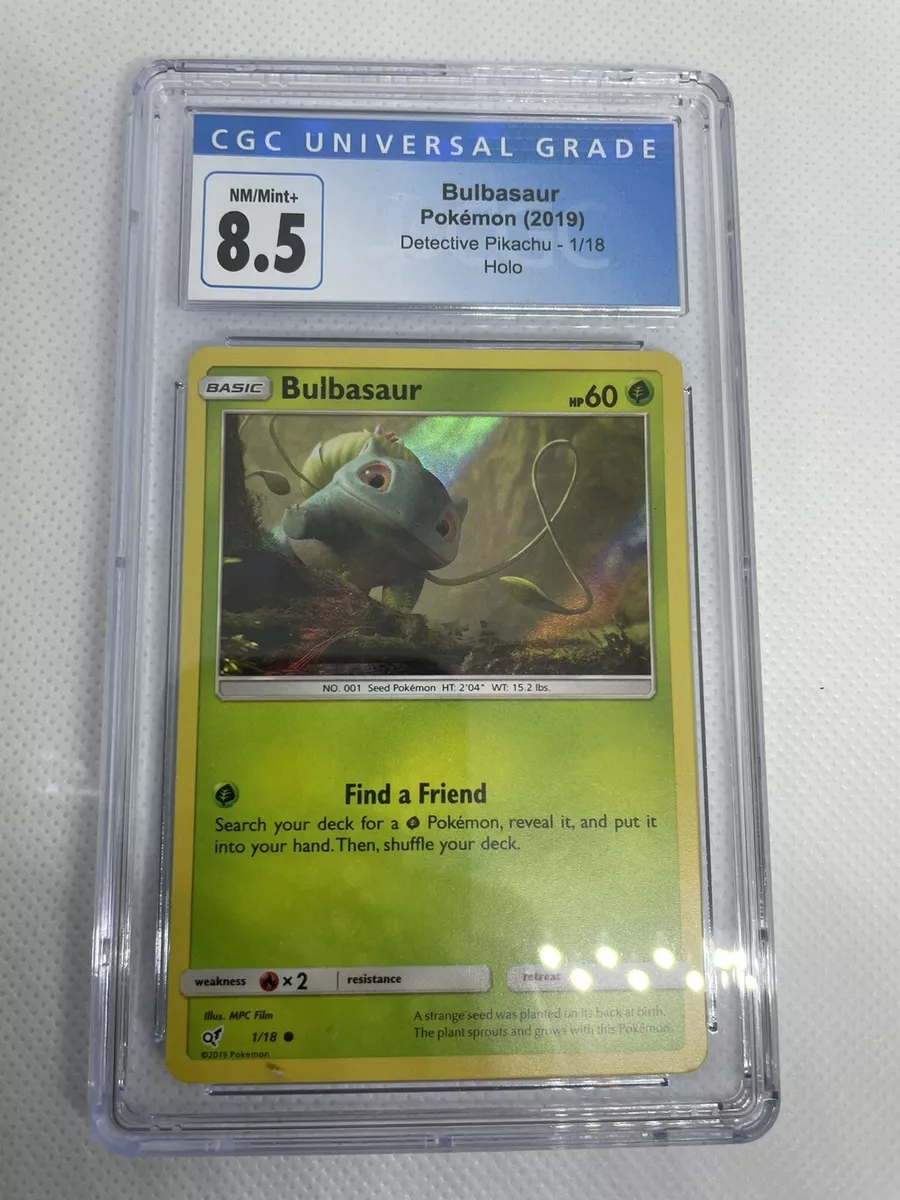 CGC UNIVERSAL GRADE
NM/Mint+
8.5
Bulbasaur
Pokémon (2019)
Detective Pikachu - 1/18
Holo
BASIC Bulbasaur HP60
NO. 001 Seed Pokémon HT: 2'04" WT: 15.2 lbs.
Find a Friend
Search your deck for a Pokémon, reveal it, and put it
into your hand. Then, shuffle your deck.
weakness ×2 resistance retreat
Illus. MPC Film
1/18
©2019 Pokémon
A strange seed was planted on its back at birth.
The plant sprouts and grows with this Pokémon.